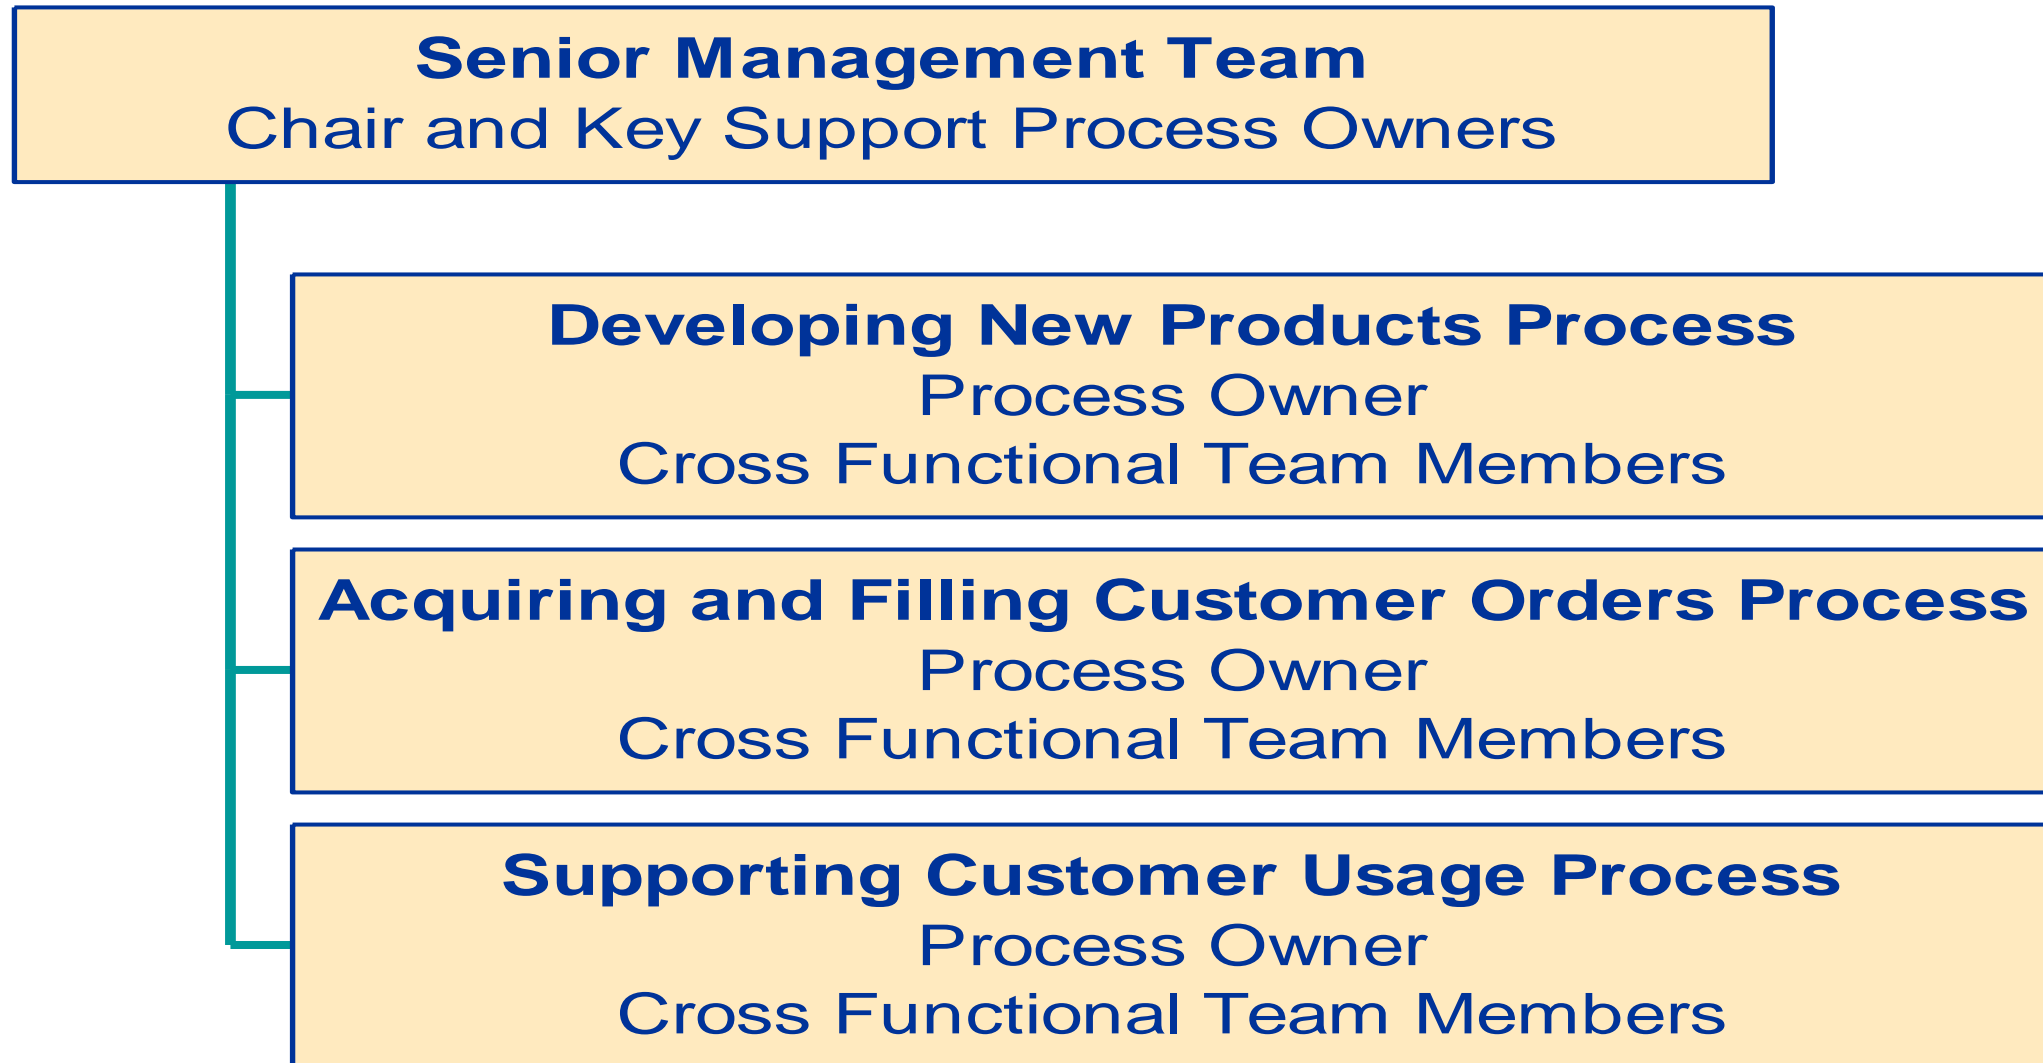 Senior Management Team
Chair and Key Support Process Owners
Developing New Products Process
Process Owner
Cross Functional Team Members
Acquiring and Filling Customer Orders Process
Process Owner
Cross Functional Team Members
Supporting Customer Usage Process
Process Owner
Cross Functional Team Members